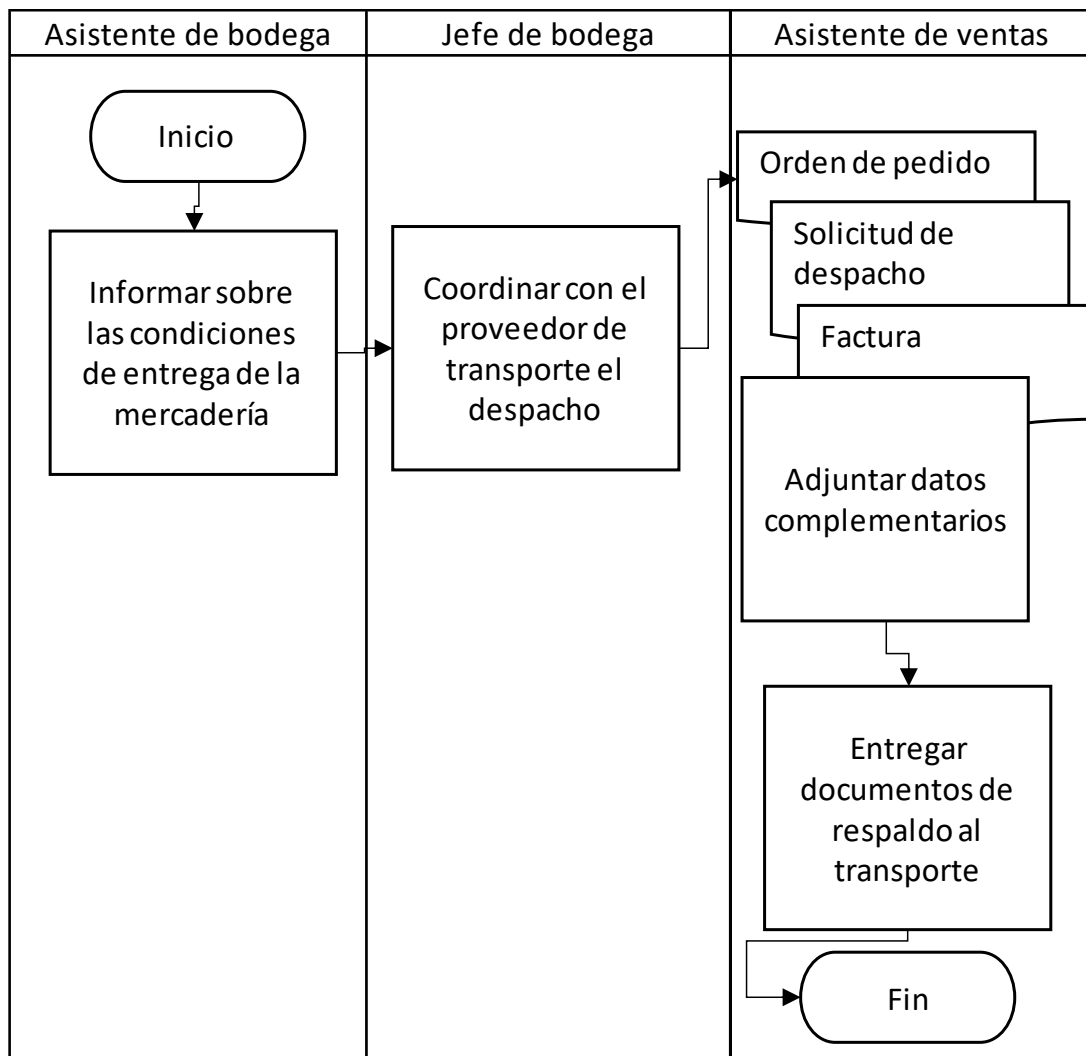 Asistente de bodega
Jefe de bodega
Asistente de ventas
Inicio
Informar sobre
las condiciones
de entrega de la
mercadería
Coordinar con el
proveedor de
transporte el
despacho
Orden de pedido
Solicitud de
despacho
Factura
Adjuntar datos
complementarios
Entregar
documentos de
respaldo al
transporte
Fin